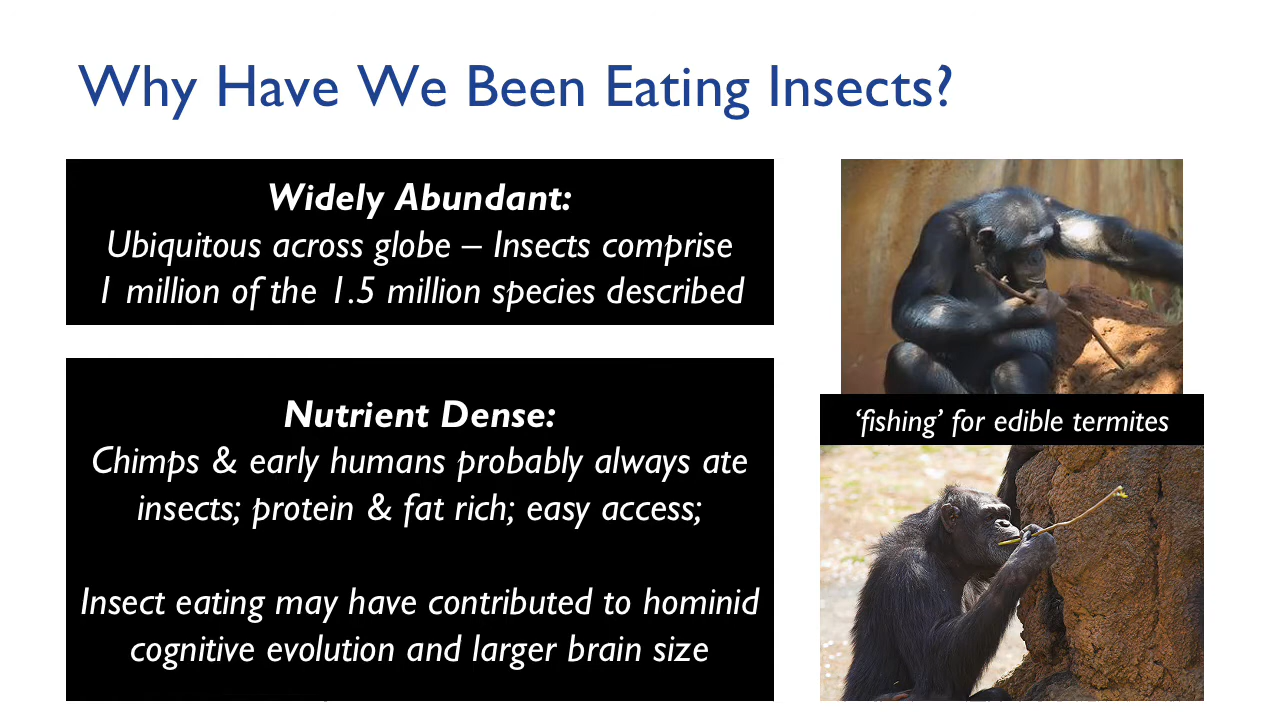 Why Have We Been Eating Insects?
Widely Abundant:
Ubiquitous across globe – Insects comprise
1 million of the 1.5 million species described
Nutrient Dense:
Chimps & early humans probably always ate
insects; protein & fat rich; easy access;
Insect eating may have contributed to hominid
cognitive evolution and larger brain size
‘fishing’ for edible termites